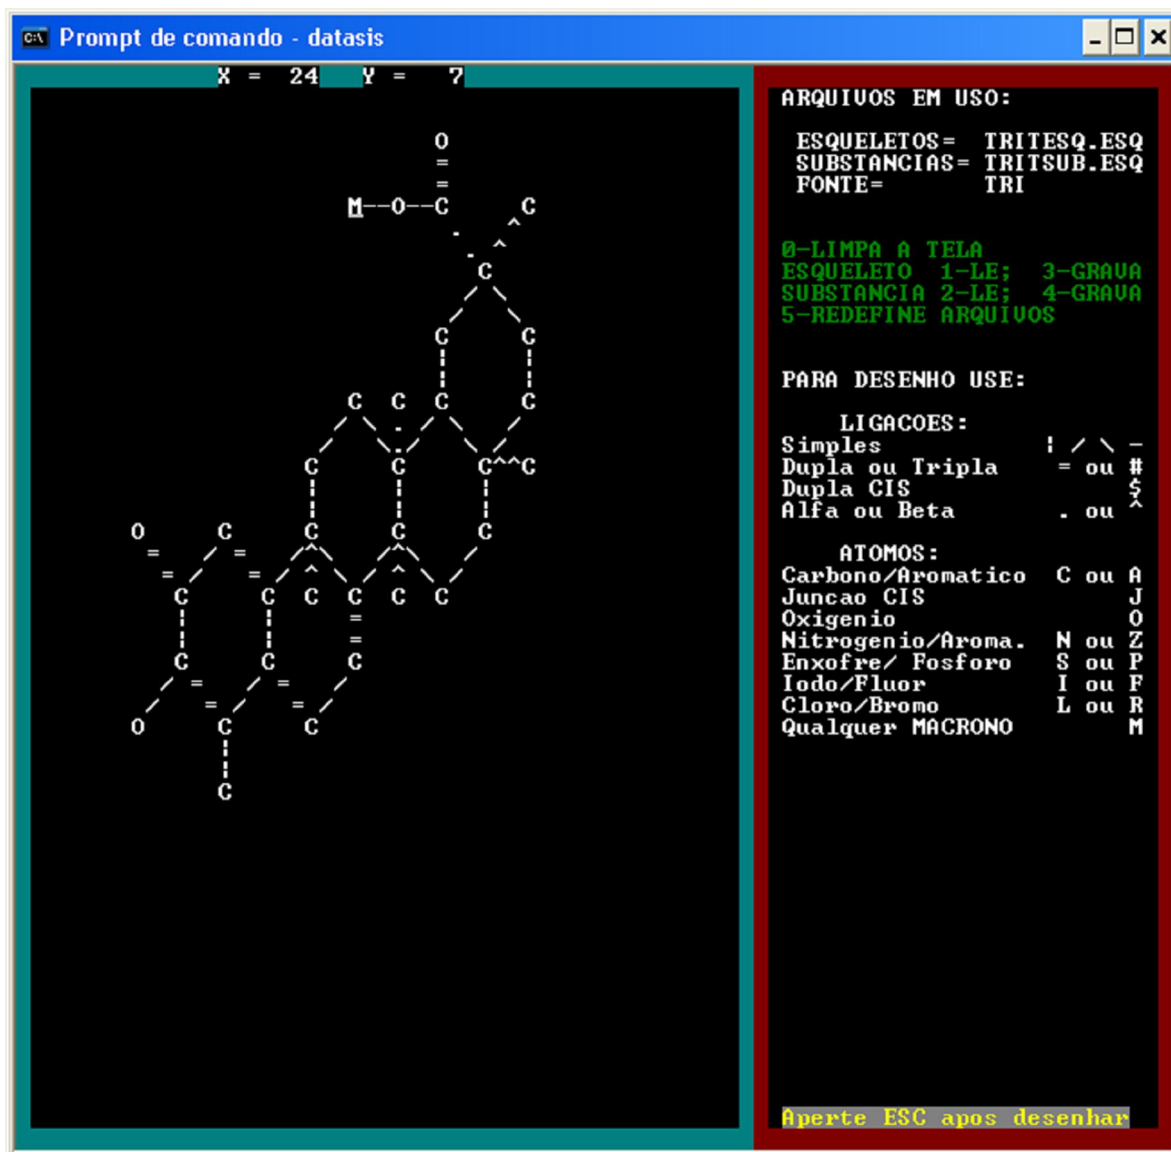 Prompt de comando - datasis
X = 24 Y = 7
O
=
=
M--O--C C
. ^
. ^
C
/ \
/ \
C C
¦ ¦
¦ ¦
C C C C
/ \ . / \ /
/ \./ \ /
C C C^^C
¦ ¦ ¦
¦ ¦ ¦
O C C C C
= / = /^\ /^\ /
= / = / ^ \ / ^ \ /
C C C C C C
¦ ¦ =
¦ ¦ =
C C C
/ = / = /
/ = / = /
O C C
¦
¦
C
ARQUIVOS EM USO:
ESQUELETOS= TRITESQ.ESQ
SUBSTANCIAS= TRITSUB.ESQ
FONTE= TRI
0-LIMPA A TELA
ESQUELETO 1-LE; 3-GRAVA
SUBSTANCIA 2-LE; 4-GRAVA
5-REDEFINE ARQUIVOS
PARA DESENHO USE:
LIGACOES:
Simples ¦ / \ -
Dupla ou Tripla = ou #
Dupla CIS $
Alfa ou Beta . ou ^
ATOMOS:
Carbono/Aromatico C ou A
Juncao CIS J
Oxigenio O
Nitrogenio/Aroma. N ou Z
Enxofre/ Fosforo S ou P
Iodo/Fluor I ou F
Cloro/Bromo L ou R
Qualquer MACRONO M
Aperte ESC apos desenhar